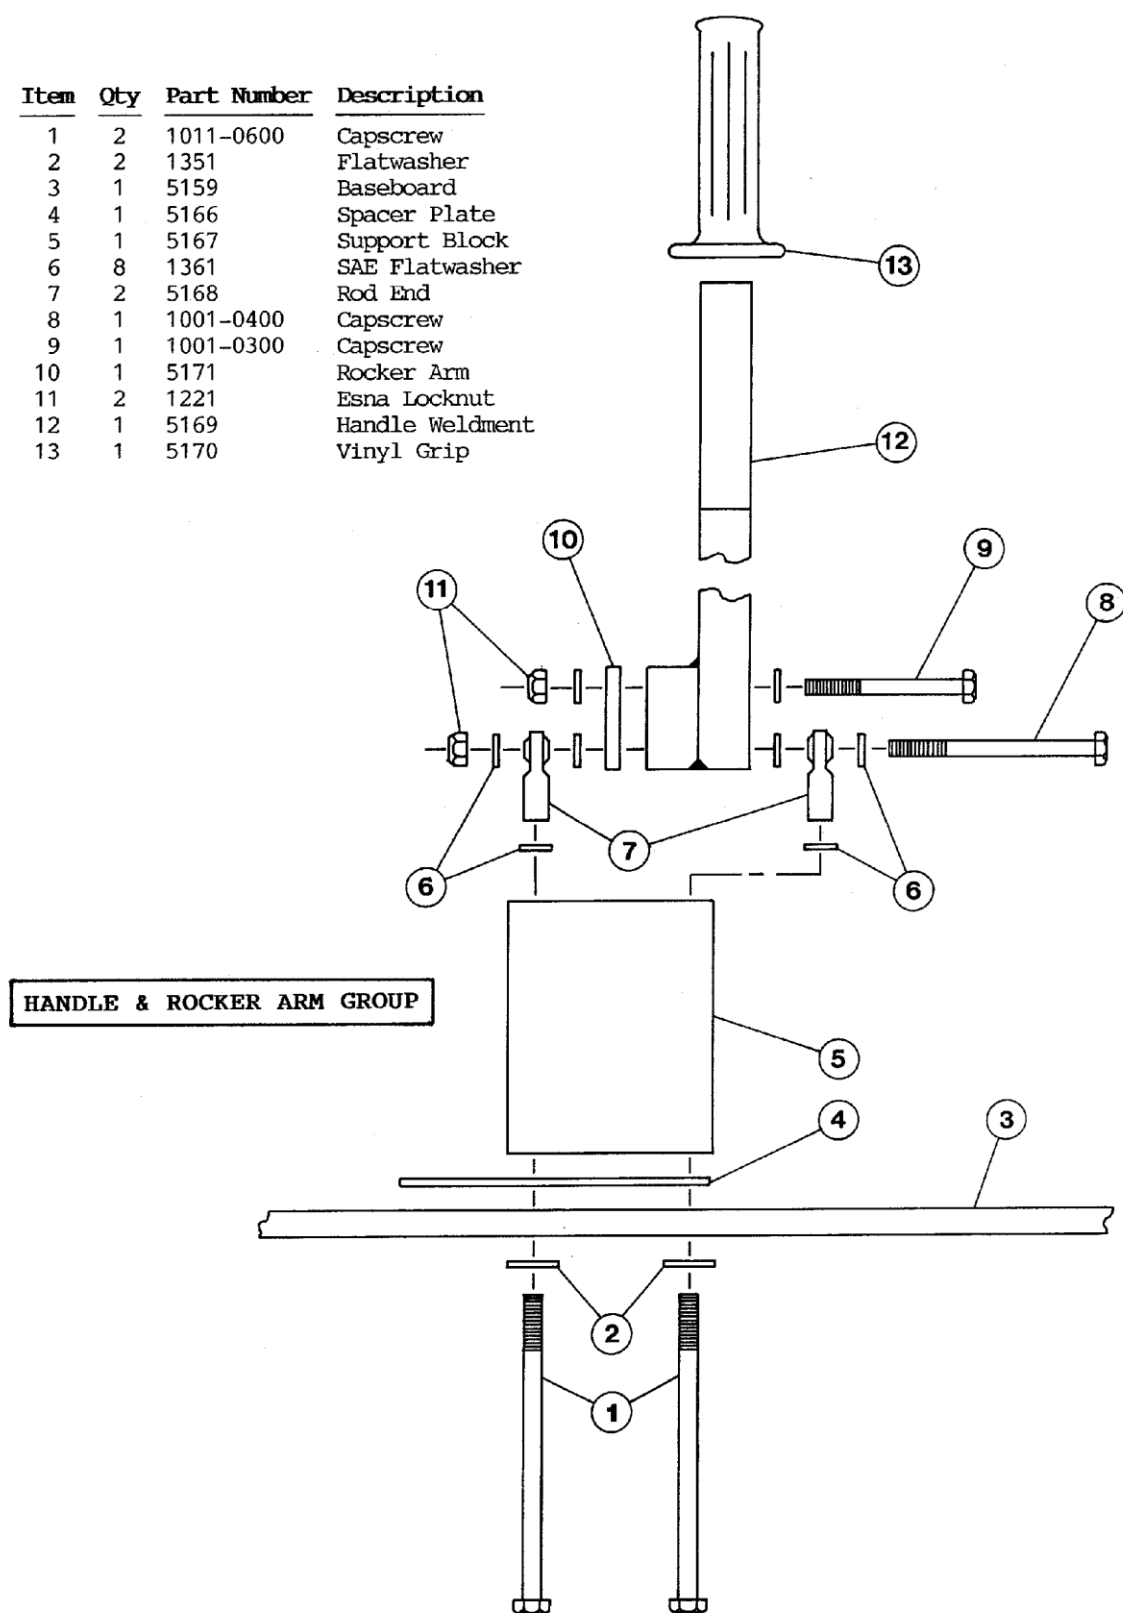 Item Qty Part Number Description
1 2 1011-0600 Capscrew
2 2 1351 Flatwasher
3 1 5159 Baseboard
4 1 5166 Spacer Plate
5 1 5167 Support Block
6 8 1361 SAE Flatwasher
7 2 5168 Rod End
8 1 1001-0400 Capscrew
9 1 1001-0300 Capscrew
10 1 5171 Rocker Arm
11 2 1221 Esna Locknut
12 1 5169 Handle Weldment
13 1 5170 Vinyl Grip
13
12
10
9
11
8
7
6
6
HANDLE & ROCKER ARM GROUP
5
4
3
2
1